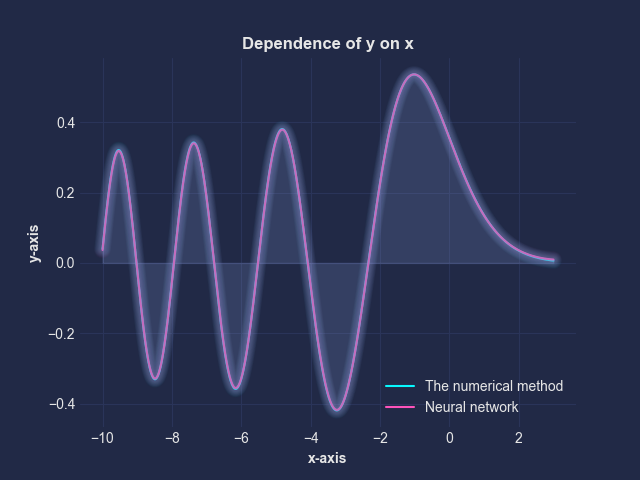 Dependence of y on x
0.4
0.2
0.0
−0.2
−0.4
y-axis
The numerical method
Neural network
−10 −8 −6 −4 −2 0 2
x-axis